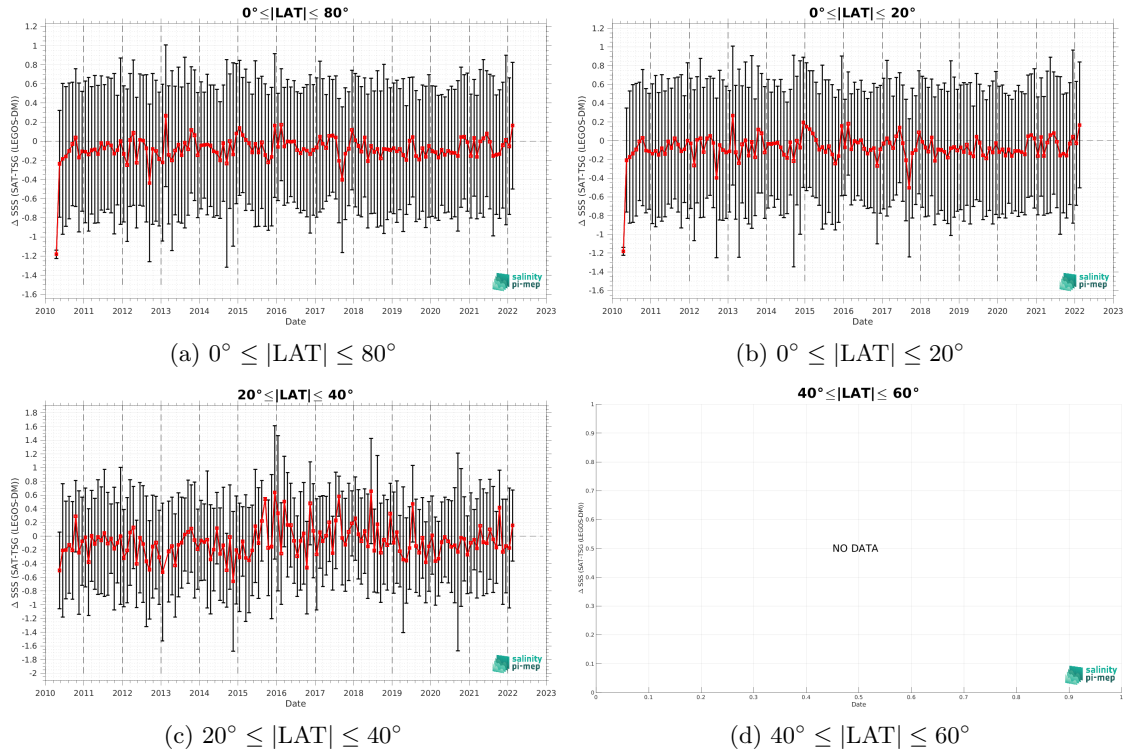 0°≤|LAT|≤ 80°
Δ SSS (SAT-TSG (LEGOS-DM))
1.2
1
0.8
0.6
0.4
0.2
0
-0.2
-0.4
-0.6
-0.8
-1
-1.2
-1.4
-1.6
salinity
pi-mep
2010 2011 2012 2013 2014 2015 2016 2017 2018 2019 2020 2021 2022 2023
Date
(a) 0° ≤ |LAT| ≤ 80°
0°≤|LAT|≤ 20°
Δ SSS (SAT-TSG (LEGOS-DM))
1.2
1
0.8
0.6
0.4
0.2
0
-0.2
-0.4
-0.6
-0.8
-1
-1.2
-1.4
-1.6
salinity
pi-mep
2010 2011 2012 2013 2014 2015 2016 2017 2018 2019 2020 2021 2022 2023
Date
(b) 0° ≤ |LAT| ≤ 20°
20°≤|LAT|≤ 40°
Δ SSS (SAT-TSG (LEGOS-DM))
1.8
1.6
1.4
1.2
1
0.8
0.6
0.4
0.2
0
-0.2
-0.4
-0.6
-0.8
-1
-1.2
-1.4
-1.6
-1.8
-2
salinity
pi-mep
2010 2011 2012 2013 2014 2015 2016 2017 2018 2019 2020 2021 2022 2023
Date
(c) 20° ≤ |LAT| ≤ 40°
40°≤|LAT|≤ 60°
Δ SSS (SAT-TSG (LEGOS-DM))
1
0.9
0.8
0.7
0.6
0.5
0.4
0.3
0.2
0.1
0
NO DATA
salinity
pi-mep
0 0.1 0.2 0.3 0.4 0.5 0.6 0.7 0.8 0.9 1
Date
(d) 40° ≤ |LAT| ≤ 60°